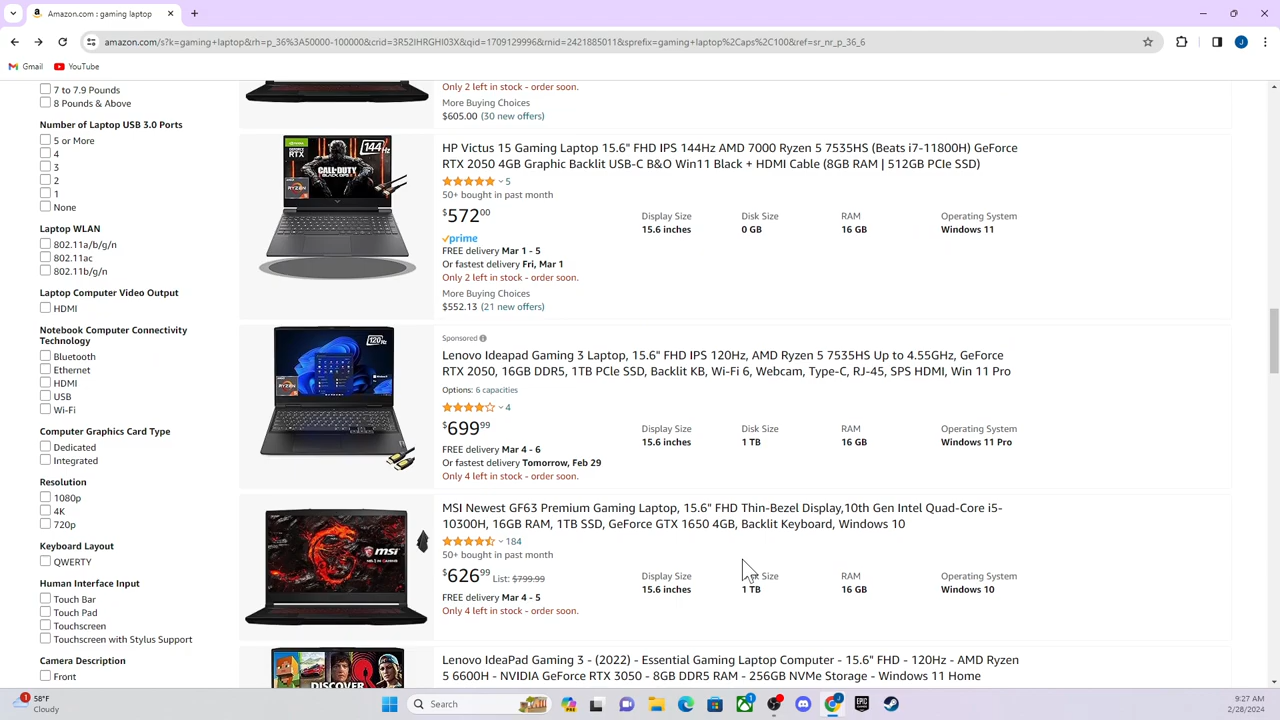 Amazon.com : gaming laptop
amazon.com/s?k=gaming+laptop&rh=p_36%3A50000-100000&crid=3R52IHRGHI03X&qid=1709129996&rnid=2421885011&sprefix=gaming+laptop%2Caps%2C100&ref=sr_nr_p_36_6
J
Gmail
YouTube
7 to 7.9 Pounds
8 Pounds & Above
Number of Laptop USB 3.0 Ports
5 or More
4
3
2
1
None
Laptop WLAN
802.11a/b/g/n
802.11ac
802.11b/g/n
Laptop Computer Video Output
HDMI
Notebook Computer Connectivity
Technology
Bluetooth
Ethernet
HDMI
USB
Wi-Fi
Computer Graphics Card Type
Dedicated
Integrated
Resolution
1080p
4K
720p
Keyboard Layout
QWERTY
Human Interface Input
Touch Bar
Touch Pad
Touchscreen
Touchscreen with Stylus Support
Camera Description
Front
Only 2 left in stock - order soon.
More Buying Choices
$605.00 (30 new offers)
RTX
144Hz
CALL·DUTY
RYZEN
HP Victus 15 Gaming Laptop 15.6" FHD IPS 144Hz AMD 7000 Ryzen 5 7535HS (Beats i7-11800H) GeForce
RTX 2050 4GB Graphic Backlit USB-C B&O Win11 Black + HDMI Cable (8GB RAM | 512GB PCIe SSD)
5
50+ bought in past month
$572.00
Display Size Disk Size RAM Operating System
15.6 inches 0 GB 16 GB Windows 11
prime
FREE delivery Mar 1 - 5
Or fastest delivery Fri, Mar 1
Only 2 left in stock - order soon.
More Buying Choices
$552.13 (21 new offers)
120Hz
RYZEN
Sponsored
Lenovo Ideapad Gaming 3 Laptop, 15.6" FHD IPS 120Hz, AMD Ryzen 5 7535HS Up to 4.55GHz, GeForce
RTX 2050, 16GB DDR5, 1TB PCIe SSD, Backlit KB, Wi-Fi 6, Webcam, Type-C, RJ-45, SPS HDMI, Win 11 Pro
Options: 6 capacities
4
$699.99
Display Size Disk Size RAM Operating System
15.6 inches 1 TB 16 GB Windows 11 Pro
FREE delivery Mar 4 - 6
Or fastest delivery Tomorrow, Feb 29
Only 4 left in stock - order soon.
msi
MSI Newest GF63 Premium Gaming Laptop, 15.6" FHD Thin-Bezel Display,10th Gen Intel Quad-Core i5-
10300H, 16GB RAM, 1TB SSD, GeForce GTX 1650 4GB, Backlit Keyboard, Windows 10
184
50+ bought in past month
$626.99 List: $799.99
Display Size Disk Size RAM Operating System
15.6 inches 1 TB 16 GB Windows 10
FREE delivery Mar 4 - 5
Only 4 left in stock - order soon.
DISCOVER
Lenovo IdeaPad Gaming 3 - (2022) - Essential Gaming Laptop Computer - 15.6" FHD - 120Hz - AMD Ryzen
5 6600H - NVIDIA GeForce RTX 3050 - 8GB DDR5 RAM - 256GB NVMe Storage - Windows 11 Home
1
58°F
Cloudy
Search
9:27 AM
2/28/2024